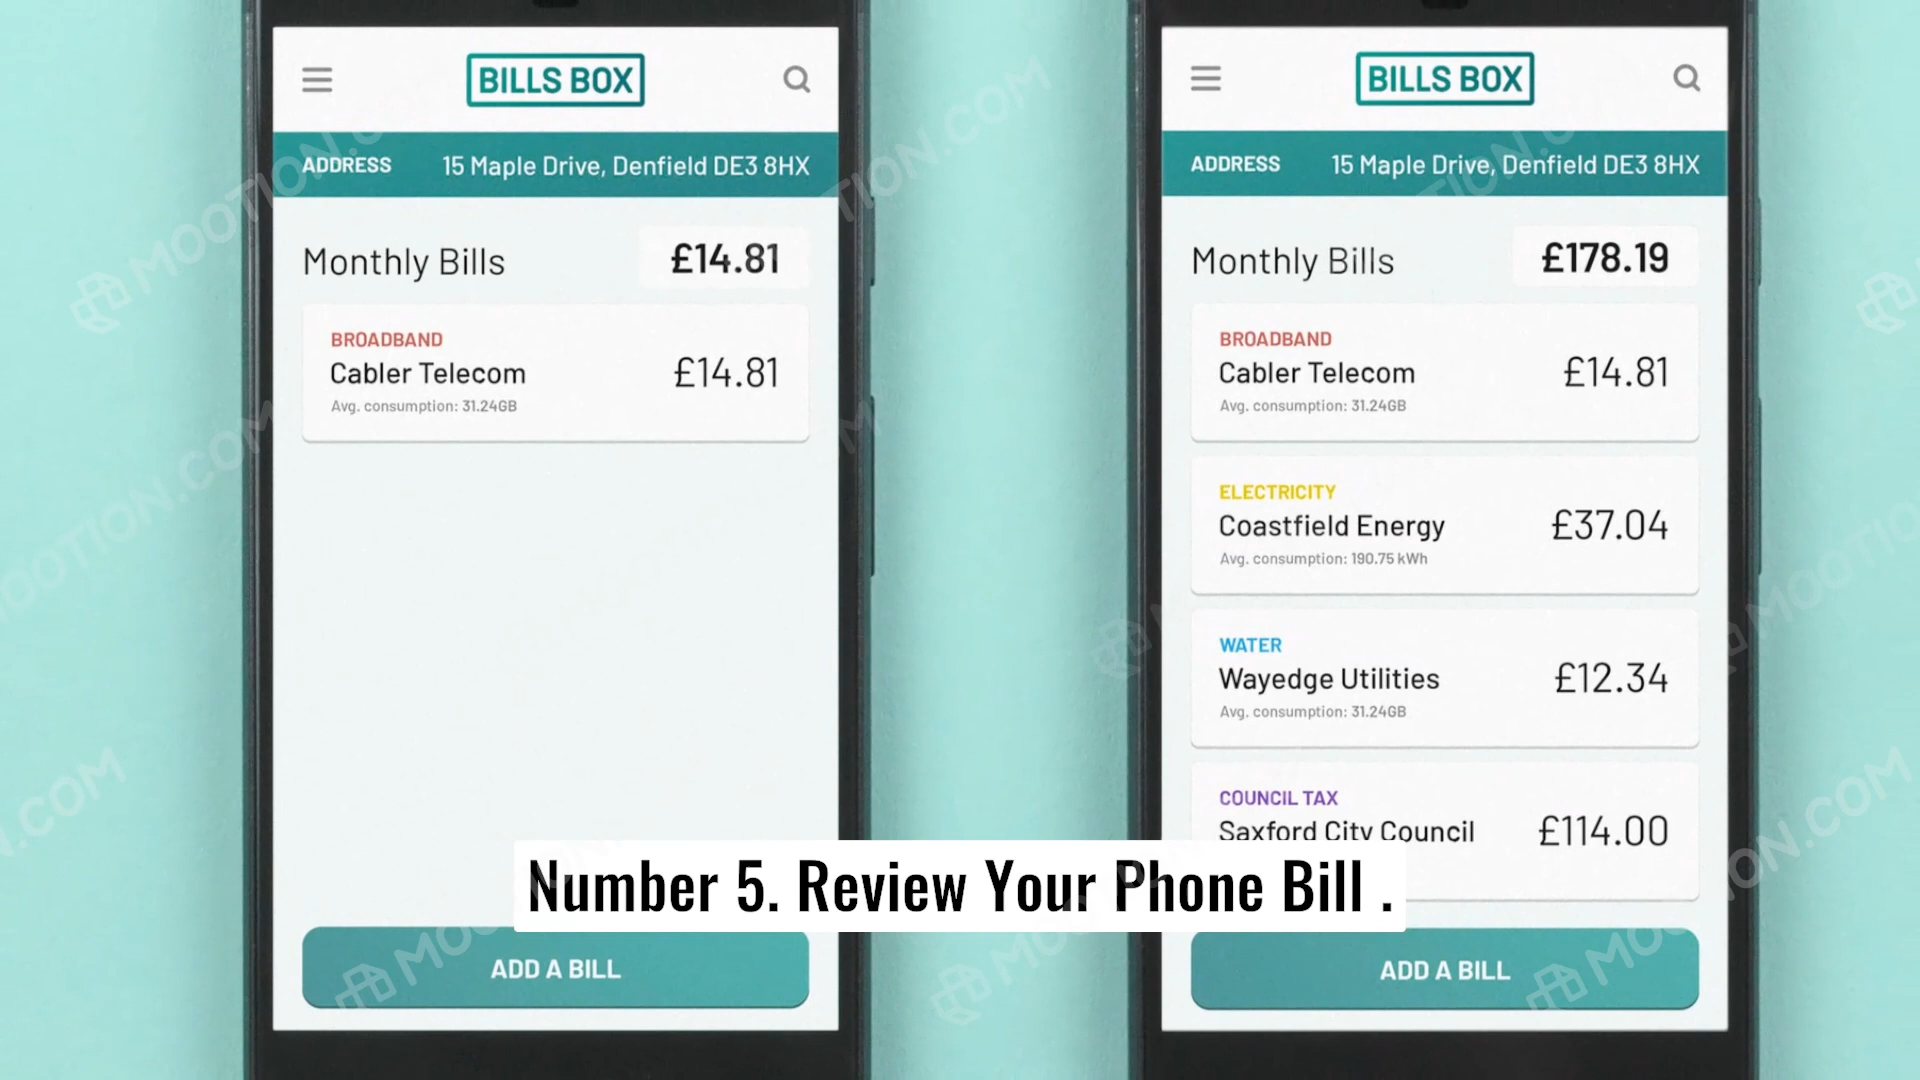 BILLS BOX
ADDRESS 15 Maple Drive, Denfield DE3 8HX
Monthly Bills £14.81
BROADBAND
Cabler Telecom £14.81
Avg. consumption: 31.24GB
ADD A BILL
BILLS BOX
ADDRESS 15 Maple Drive, Denfield DE3 8HX
Monthly Bills £178.19
BROADBAND
Cabler Telecom £14.81
Avg. consumption: 31.24GB
ELECTRICITY
Coastfield Energy £37.04
Avg. consumption: 190.75 kWh
WATER
Wayedge Utilities £12.34
Avg. consumption: 31.24GB
COUNCIL TAX
Saxford City Council £114.00
ADD A BILL
Number 5. Review Your Phone Bill .
MOOTION.COM